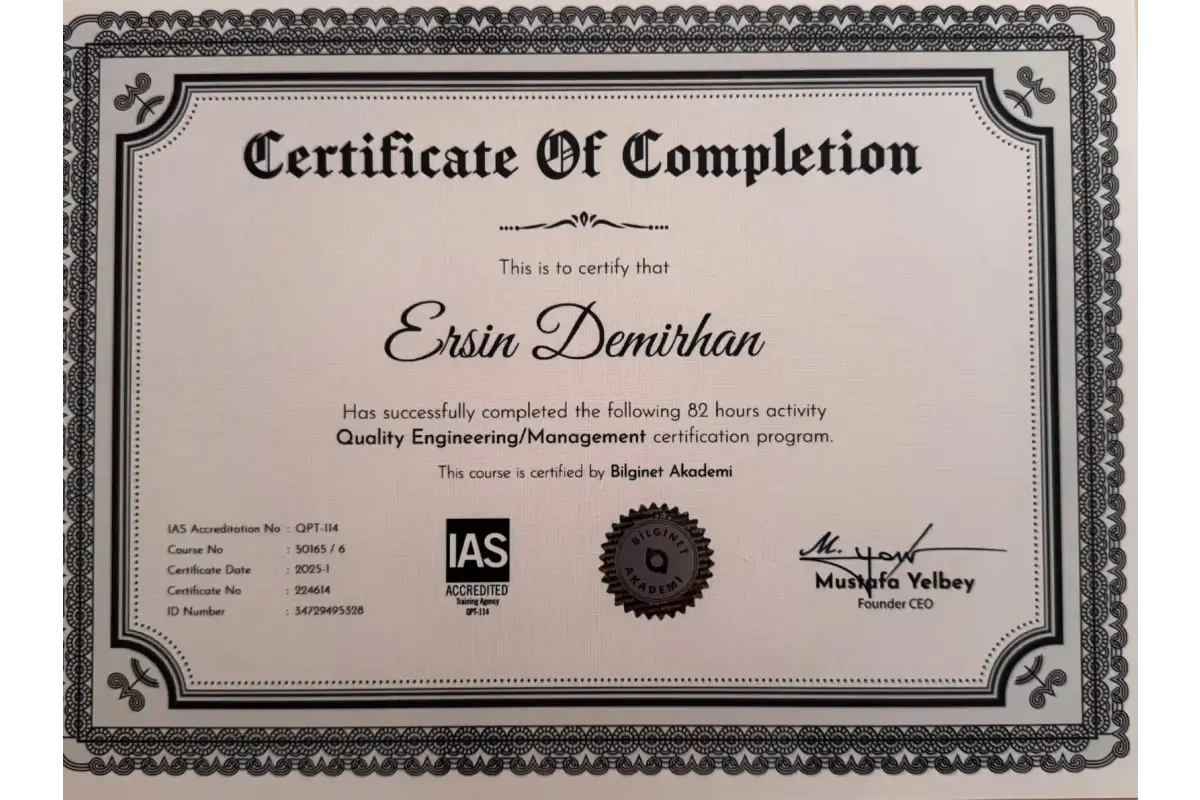 Certificate Of Completion
This is to certify that
Ersin Demirhan
Has successfully completed the following 82 hours activity
Quality Engineering/Management certification program.
This course is certified by Bilginet Akademi
IAS Accreditation No : QPT-114
Course No : 50165 / 6
Certificate Date : 2025-1
Certificate No : 224614
ID Number : 34729495328
IAS
ACCREDITED
Training Agency
QPT-114
BİLGİNET
AKADEMİ
Mustafa Yelbey
Founder CEO